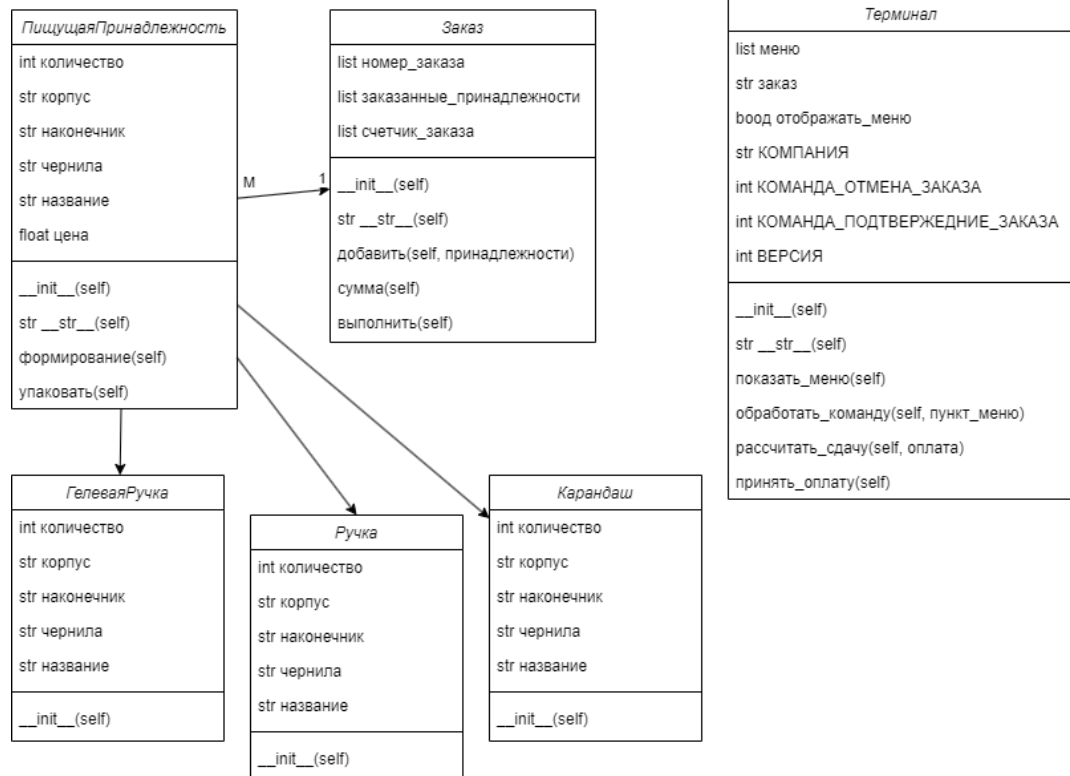 ПищущаяПринадлежность
int количество
str корпус
str наконечник
str чернила
str название
float цена
__init__(self)
str __str__(self)
формирование(self)
упаковать(self)
M
1
Заказ
list номер_заказа
list заказанные_принадлежности
list счетчик_заказа
__init__(self)
str __str__(self)
добавить(self, принадлежности)
сумма(self)
выполнить(self)
Терминал
list меню
str заказ
воод отображать_меню
str КОМПАНИЯ
int КОМАНДА_ОТМЕНА_ЗАКАЗА
int КОМАНДА_ПОДТВЕРЖЕДНИЕ_ЗАКАЗА
int ВЕРСИЯ
__init__(self)
str __str__(self)
показать_меню(self)
обработать_команду(self, пункт_меню)
рассчитать_сдачу(self, оплата)
принять_оплату(self)
ГелеваяРучка
int количество
str корпус
str наконечник
str чернила
str название
__init__(self)
Ручка
int количество
str корпус
str наконечник
str чернила
str название
__init__(self)
Карандаш
int количество
str корпус
str наконечник
str чернила
str название
__init__(self)